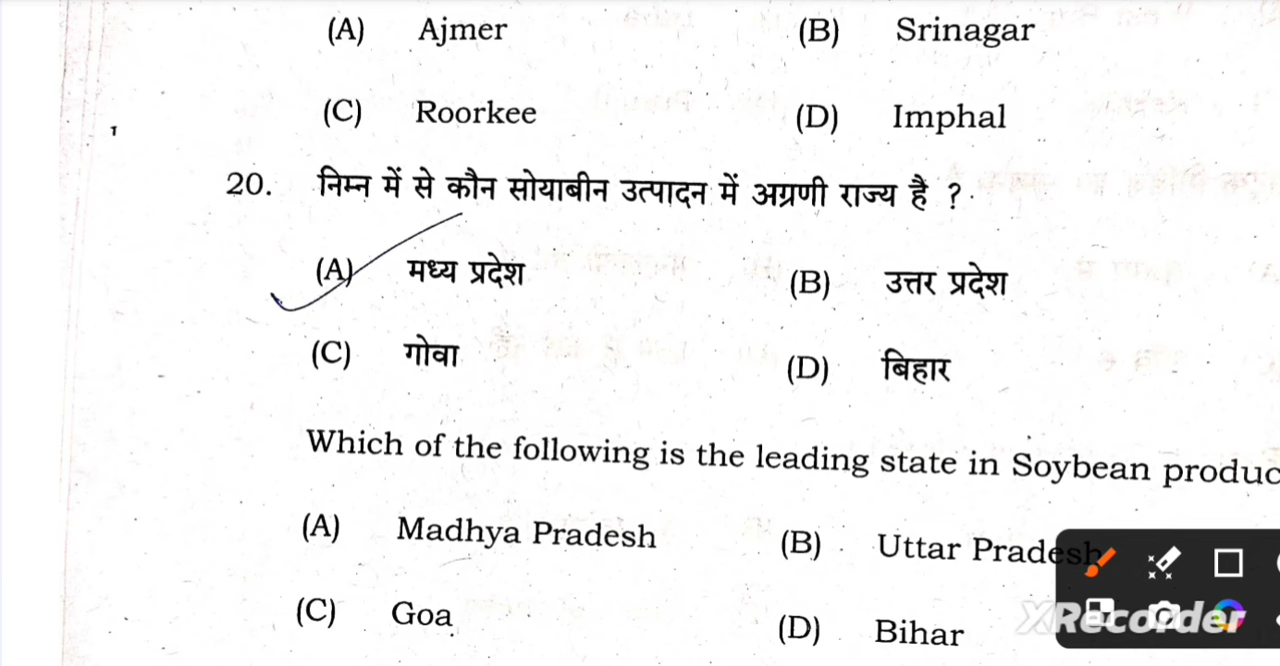 (A) Ajmer (B) Srinagar
(C) Roorkee (D) Imphal
20. निम्न में से कौन सोयाबीन उत्पादन में अग्रणी राज्य है ?
(A) मध्य प्रदेश (B) उत्तर प्रदेश
(C) गोवा (D) बिहार
Which of the following is the leading state in Soybean produc
(A) Madhya Pradesh (B) Uttar Pradesh
(C) Goa (D) Bihar
XRecorder